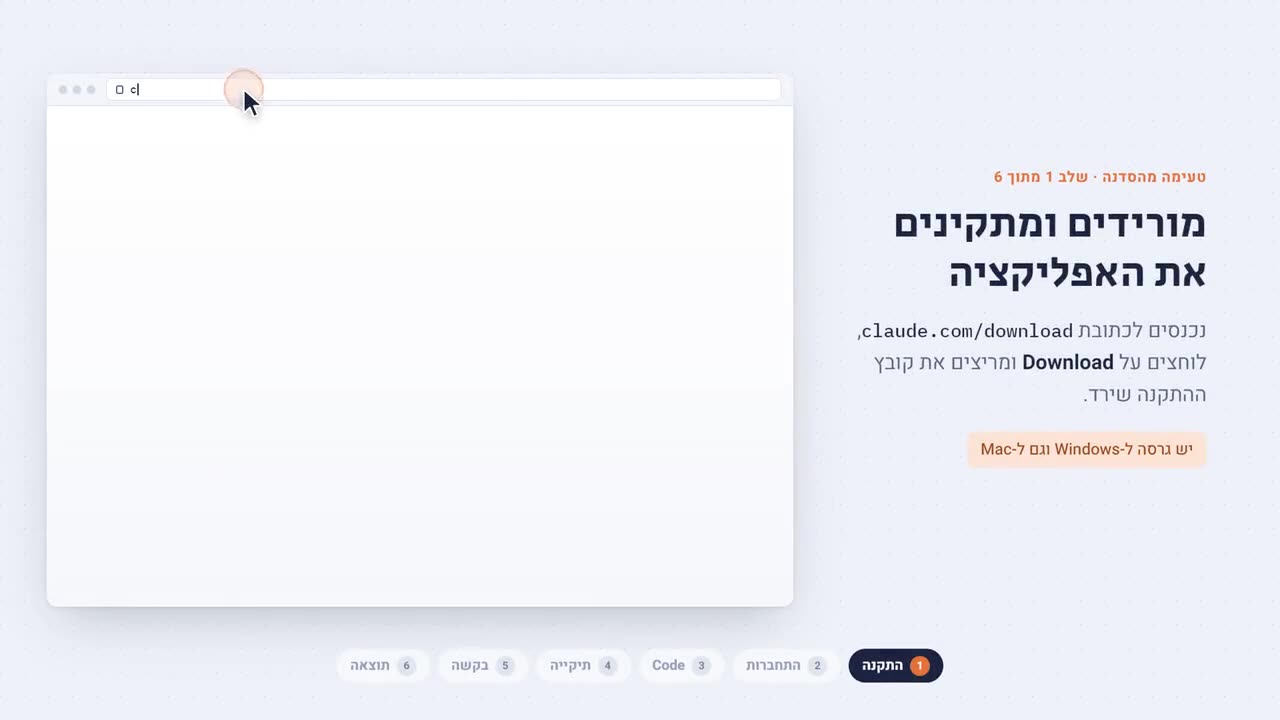 cl
טעימה מהסדנה · שלב 1 מתוך 6
מורידים ומתקינים
את האפליקציה
נכנסים לכתובת claude.com/download,
לוחצים על Download ומריצים את קובץ
ההתקנה שירד.
יש גרסה ל-Windows וגם ל-Mac
1 התקנה
2 התחברות
3 Code
4 תיקייה
5 בקשה
6 תוצאה